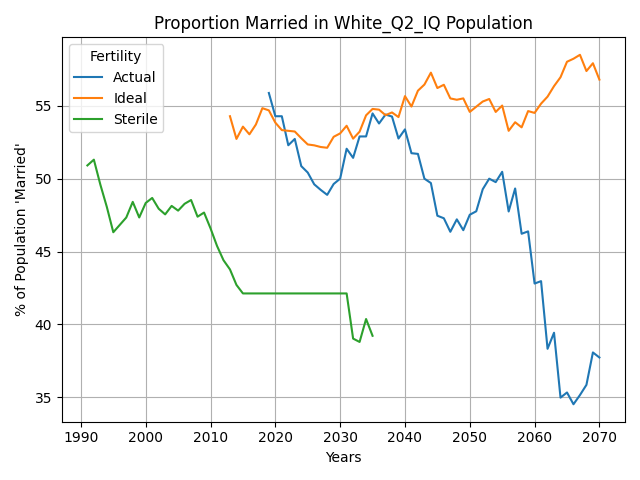 Proportion Married in White_Q2_IQ Population
% of Population 'Married'
Fertility
Actual
Ideal
Sterile
55
50
45
40
35
1990 2000 2010 2020 2030 2040 2050 2060 2070
Years